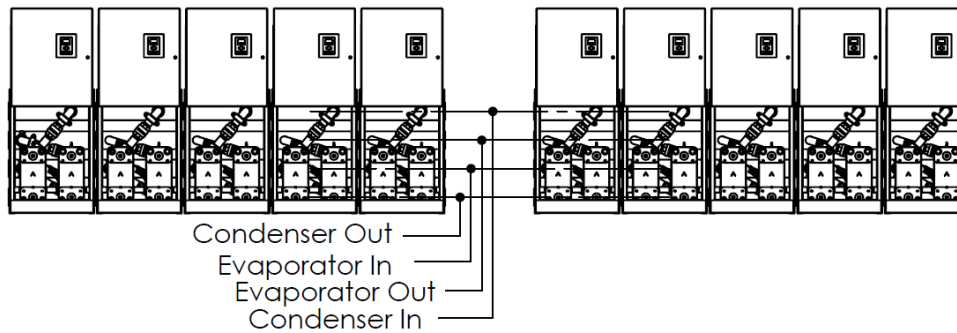 Condenser Out
Evaporator In
Evaporator Out
Condenser In